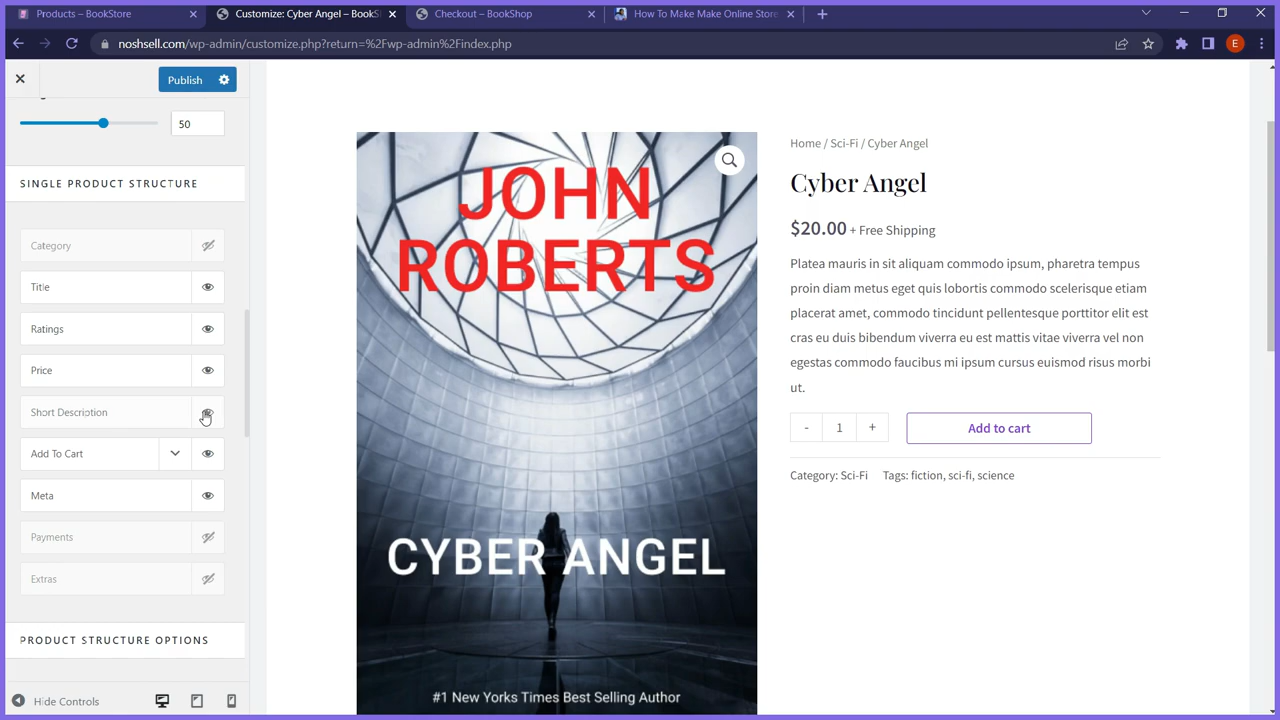 Products – BookStore
Customize: Cyber Angel – BookS
Checkout – BookShop
How To Make Make Online Store
noshsell.com/wp-admin/customize.php?return=%2Fwp-admin%2Findex.php
E
Publish
50
SINGLE PRODUCT STRUCTURE
Category
Title
Ratings
Price
Short Description
Add To Cart
Meta
Payments
Extras
PRODUCT STRUCTURE OPTIONS
Hide Controls
JOHN
ROBERTS
CYBER ANGEL
#1 New Yorks Times Best Selling Author
Home / Sci-Fi / Cyber Angel
Cyber Angel
$20.00 + Free Shipping
Platea mauris in sit aliquam commodo ipsum, pharetra tempus
proin diam metus eget quis lobortis commodo scelerisque etiam
placerat amet, commodo tincidunt pellentesque porttitor elit est
cras eu duis bibendum viverra eu est mattis vitae viverra vel non
egestas commodo faucibus mi ipsum cursus euismod risus morbi
ut.
- 1 + Add to cart
Category: Sci-Fi Tags: fiction, sci-fi, science